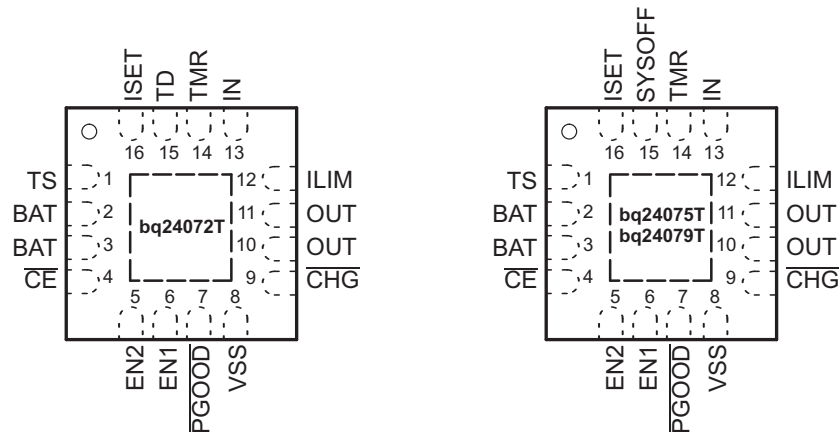 ISET
TD
TMR
IN
16
15
14
13
TS
1
BAT
2
BAT
3
CE
4
bq24072T
12
ILIM
11
OUT
10
OUT
9
CHG
5
6
7
8
EN2
EN1
PGOOD
VSS
ISET
SYSOFF
TMR
IN
16
15
14
13
TS
1
BAT
2
BAT
3
CE
4
bq24075T
bq24079T
12
ILIM
11
OUT
10
OUT
9
CHG
5
6
7
8
EN2
EN1
PGOOD
VSS